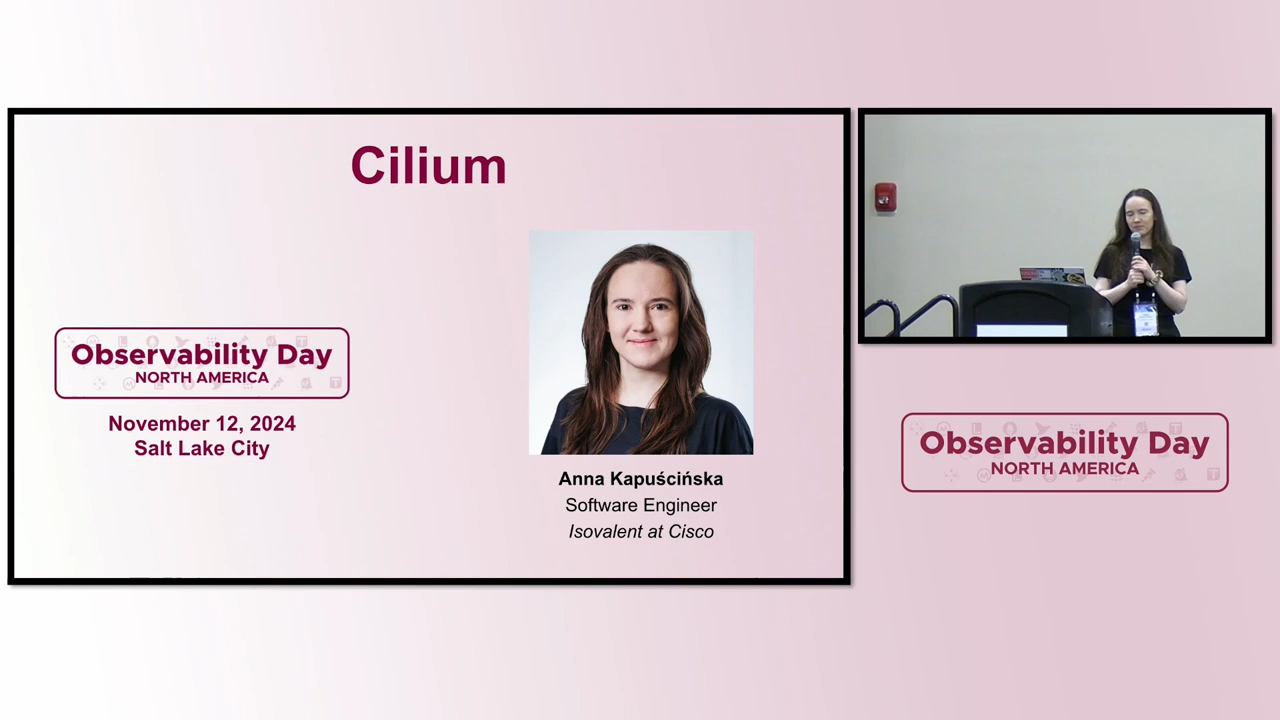 Cilium
Observability Day
NORTH AMERICA
November 12, 2024
Salt Lake City
Anna Kapuścińska
Software Engineer
Isovalent at Cisco
Observability Day
NORTH AMERICA